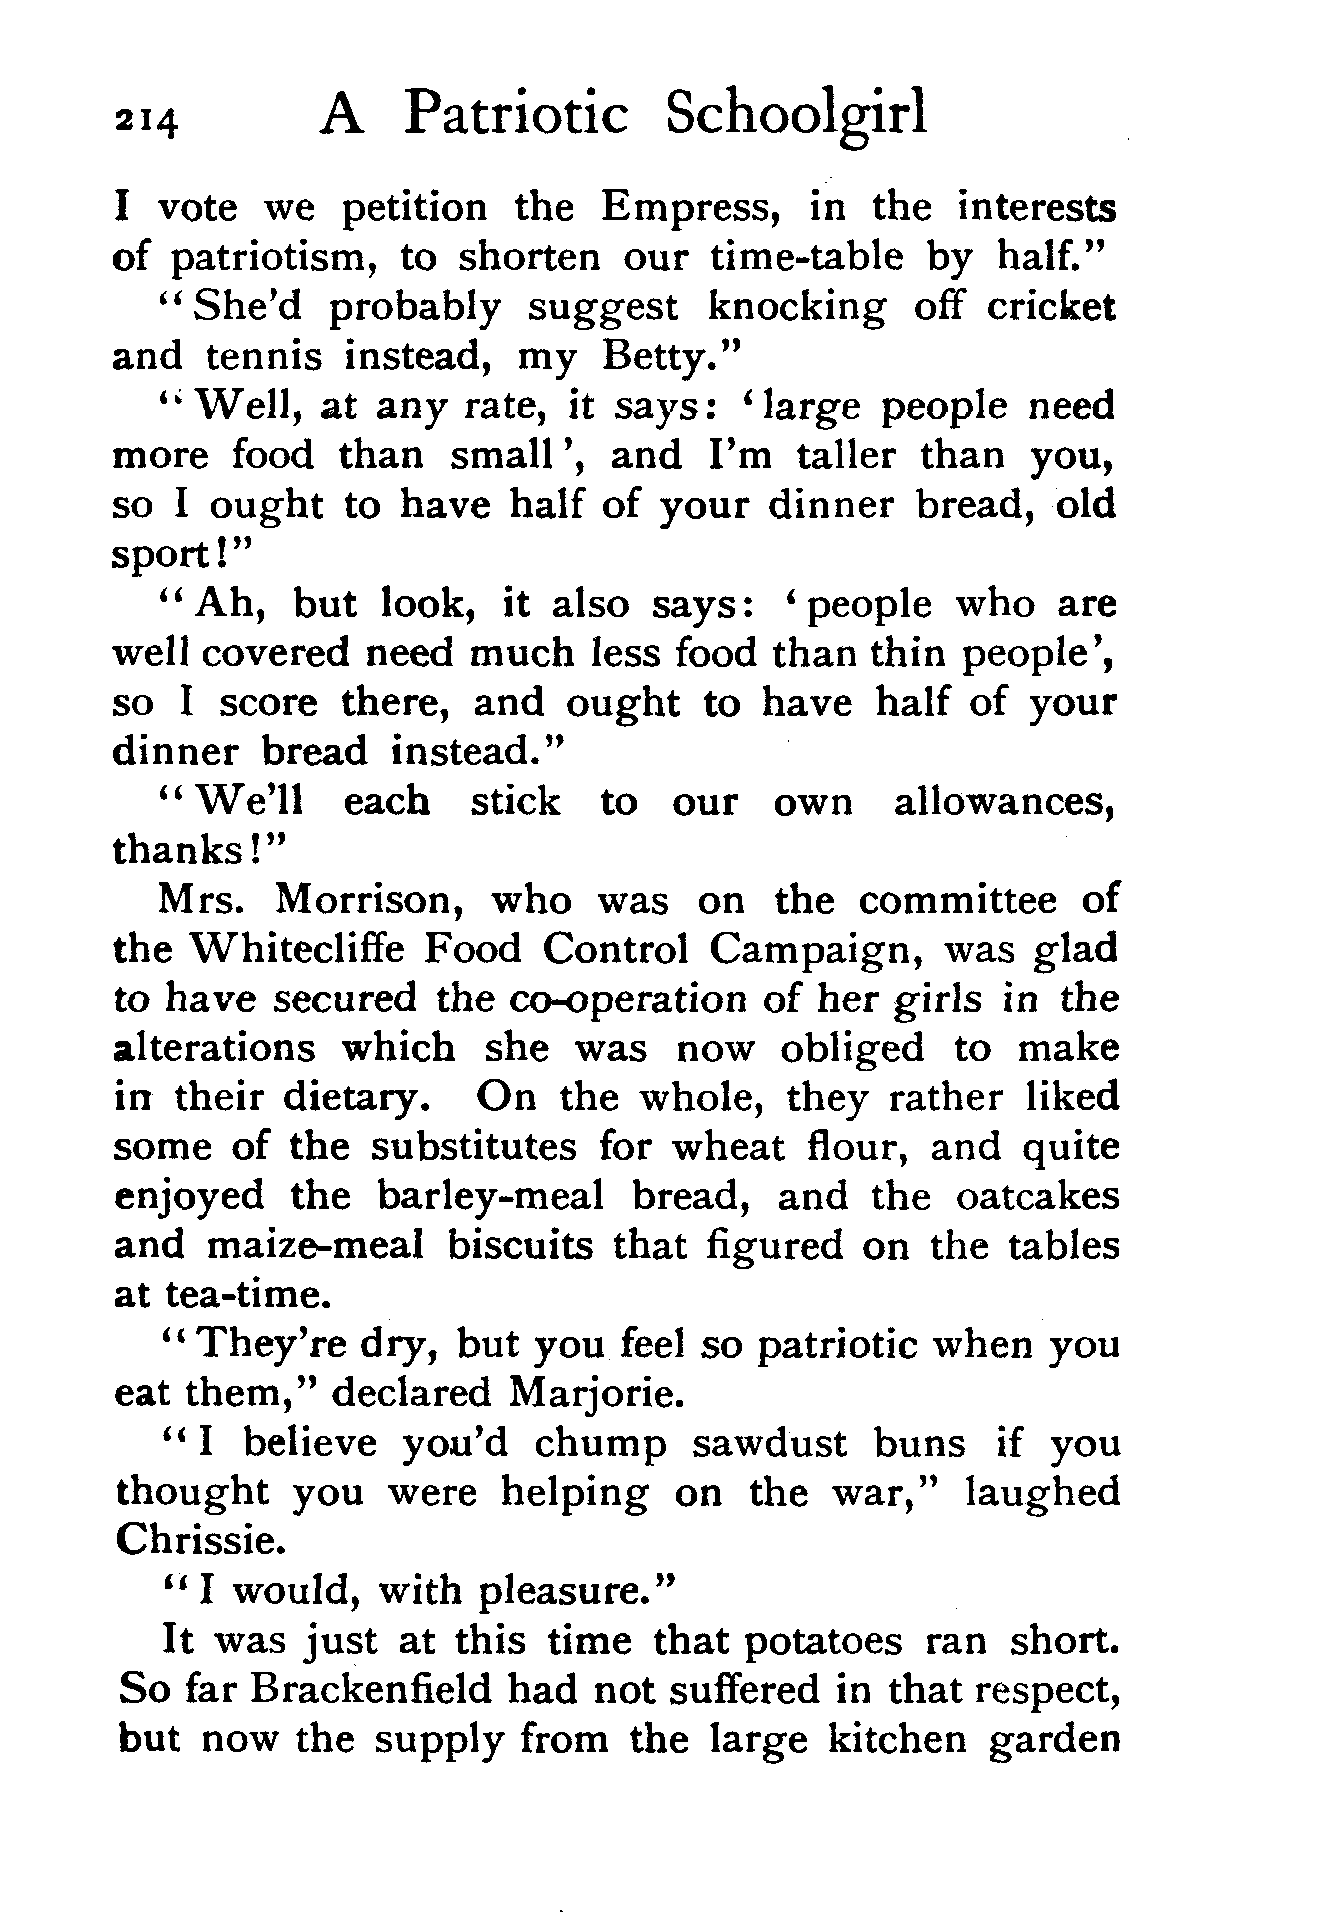 214 A Patriotic Schoolgirl
I vote we petition the Empress, in the interests
of patriotism, to shorten our time-table by half.”
“She’d probably suggest knocking off cricket
and tennis instead, my Betty.”
“Well, at any rate, it says: ‘large people need
more food than small’, and I’m taller than you,
so I ought to have half of your dinner bread, old
sport!”
“Ah, but look, it also says: ‘people who are
well covered need much less food than thin people’,
so I score there, and ought to have half of your
dinner bread instead.”
“We’ll each stick to our own allowances,
thanks!”
Mrs. Morrison, who was on the committee of
the Whitecliffe Food Control Campaign, was glad
to have secured the co-operation of her girls in the
alterations which she was now obliged to make
in their dietary. On the whole, they rather liked
some of the substitutes for wheat flour, and quite
enjoyed the barley-meal bread, and the oatcakes
and maize-meal biscuits that figured on the tables
at tea-time.
“They’re dry, but you feel so patriotic when you
eat them,” declared Marjorie.
“I believe you’d chump sawdust buns if you
thought you were helping on the war,” laughed
Chrissie.
“I would, with pleasure.”
It was just at this time that potatoes ran short.
So far Brackenfield had not suffered in that respect,
but now the supply from the large kitchen garden